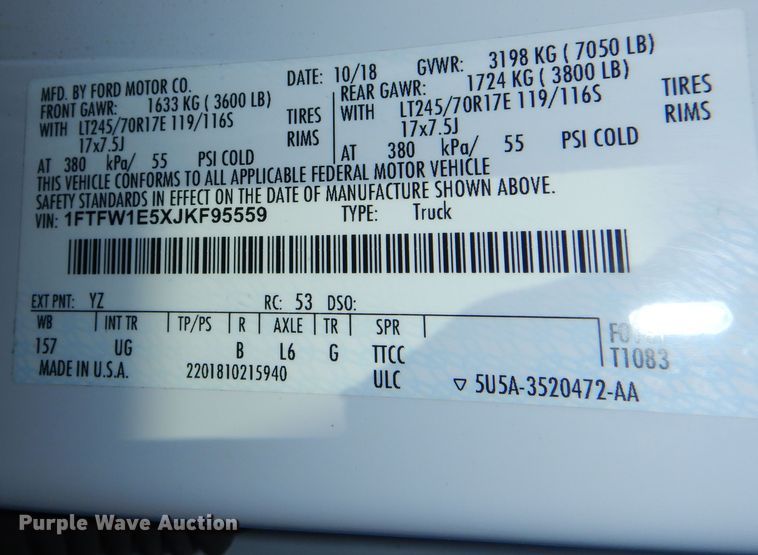 MFD. BY FORD MOTOR CO. DATE: 10/18 GVWR: 3198 KG ( 7050 LB)
FRONT GAWR: 1633 KG ( 3600 LB) REAR GAWR: 1724 KG ( 3800 LB)
WITH LT245/70R17E 119/116S TIRES WITH LT245/70R17E 119/116S TIRES
17x7.5J RIMS 17x7.5J RIMS
AT 380 kPa/ 55 PSI COLD AT 380 kPa/ 55 PSI COLD
THIS VEHICLE CONFORMS TO ALL APPLICABLE FEDERAL MOTOR VEHICLE
SAFETY STANDARDS IN EFFECT ON THE DATE OF MANUFACTURE SHOWN ABOVE.
VIN: 1FTFW1E5XJKF95559 TYPE: Truck
EXT PNT: YZ RC: 53 DSO:
WB INT TR TP/PS R AXLE TR SPR
157 UG B L6 G TTCC T1083
MADE IN U.S.A. 2201810215940 ULC ▽ 5U5A-3520472-AA
Purple Wave Auction